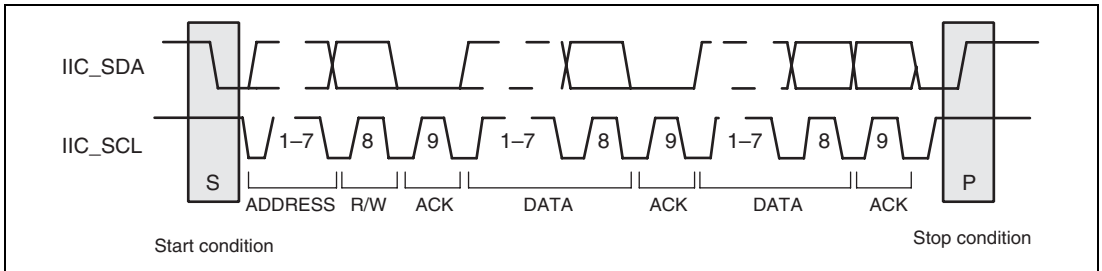 IIC_SDA
IIC_SCL
1–7 8 9 1–7 8 9 1–7 8 9
S P
ADDRESS R/W ACK DATA ACK DATA ACK
Start condition
Stop condition